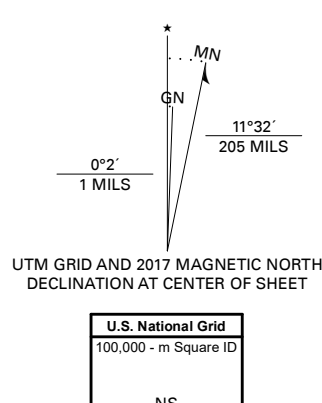 ★
MN
GN
11°32´
205 MILS
0°2´
1 MILS
UTM GRID AND 2017 MAGNETIC NORTH
DECLINATION AT CENTER OF SHEET
U.S. National Grid
100,000 - m Square ID
NS